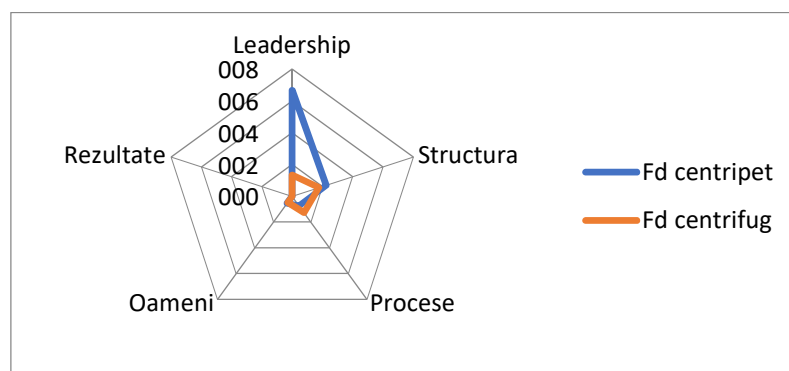 Leadership
008
006
004
002
000
Rezultate
Structura
Oameni
Procese
Fd centripet
Fd centrifug